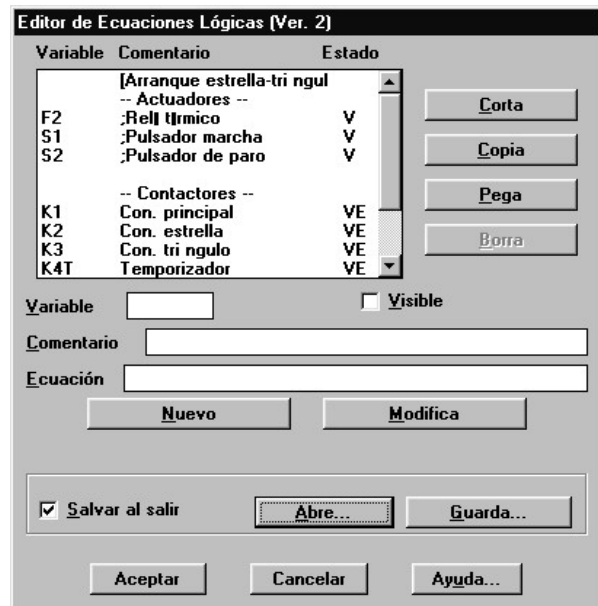 Editor de Ecuaciones Lógicas (Ver. 2)
Variable Comentario Estado
[Arranque estrella-tri ngul
-- Actuadores --
F2 ;Rel‖ t‖rmico V
S1 ;Pulsador marcha V
S2 ;Pulsador de paro V
-- Contactores --
K1 Con. principal VE
K2 Con. estrella VE
K3 Con. tri ngulo VE
K4T Temporizador VE
Corta
Copia
Pega
Borra
Variable Visible
Comentario
Ecuación
Nuevo Modifica
Salvar al salir Abre... Guarda...
Aceptar Cancelar Ayuda...